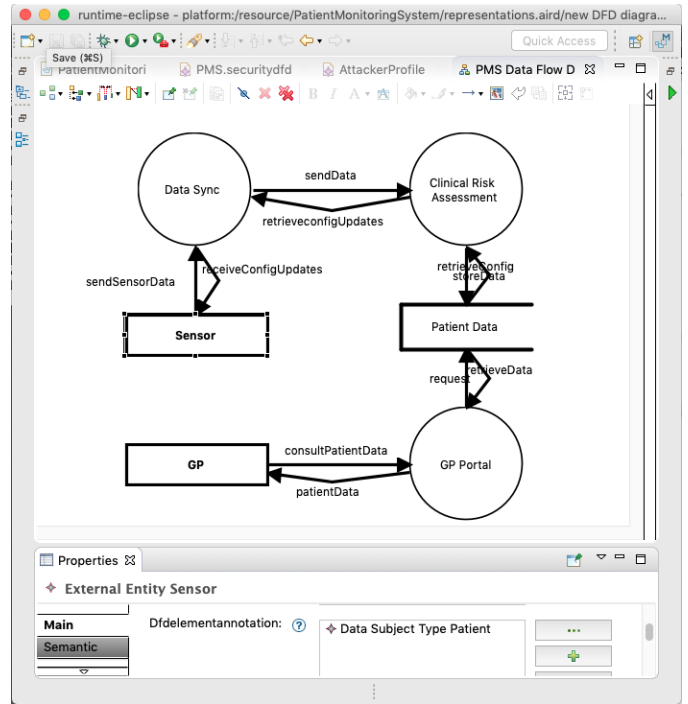 runtime-eclipse - platform:/resource/PatientMonitoringSystem/representations.aird/new DFD diagra...
Quick Access
Save (⌘S)
PatientMonitori
PMS.securitydfd
AttackerProfile
PMS Data Flow D
B I A
Data Sync
sendData
Clinical Risk
Assessment
retrieveconfigUpdates
sendSensorData
receiveConfigUpdates
retrieveConfig
storeData
Sensor
Patient Data
request
retrieveData
GP
consultPatientData
patientData
GP Portal
Properties
External Entity Sensor
Main
Semantic
Dfdelementannotation:
?
Data Subject Type Patient
...